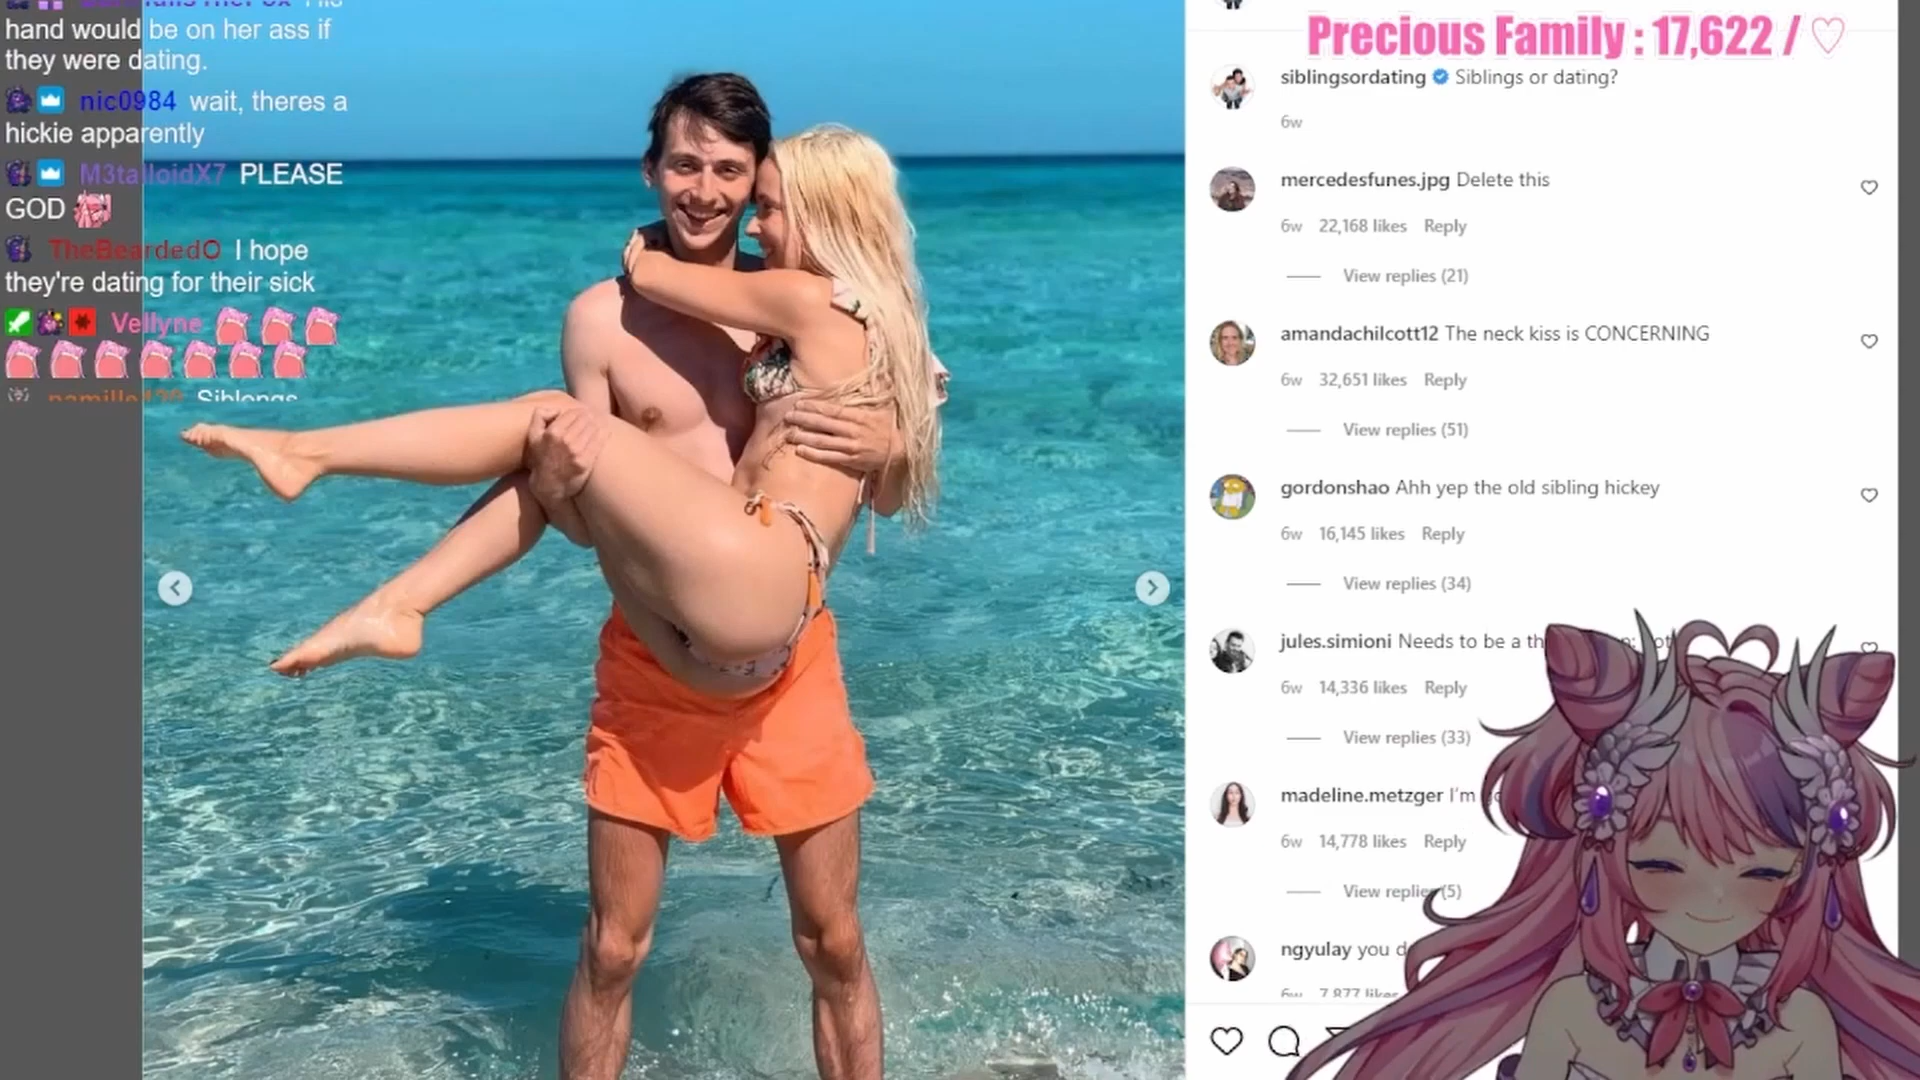 hand would be on her ass if
they were dating.
nic0984 wait, theres a
hickie apparently
M3talloidX7 PLEASE
GOD
TheBeardedO I hope
they're dating for their sick
Vellyne
Siblongs
Precious Family : 17,622 / ♡
siblingsordating Siblings or dating?
6w
mercedesfunes.jpg Delete this
6w 22,168 likes Reply
View replies (21)
amandachilcott12 The neck kiss is CONCERNING
6w 32,651 likes Reply
View replies (51)
gordonshao Ahh yep the old sibling hickey
6w 16,145 likes Reply
View replies (34)
jules.simioni Needs to be a
6w 14,336 likes Reply
View replies (33)
madeline.metzger I'm
6w 14,778 likes Reply
View replies (5)
ngyulay you
6w 7,877 likes